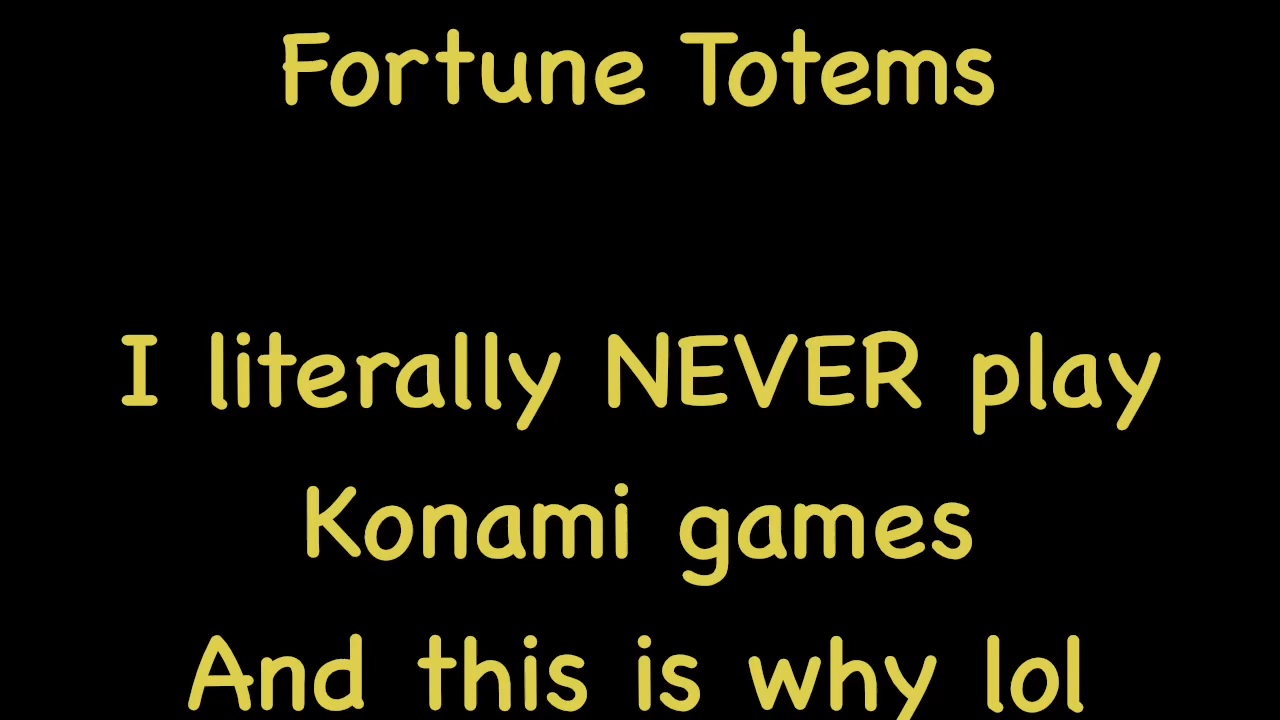 Fortune Totems
I literally NEVER play
Konami games
And this is why lol